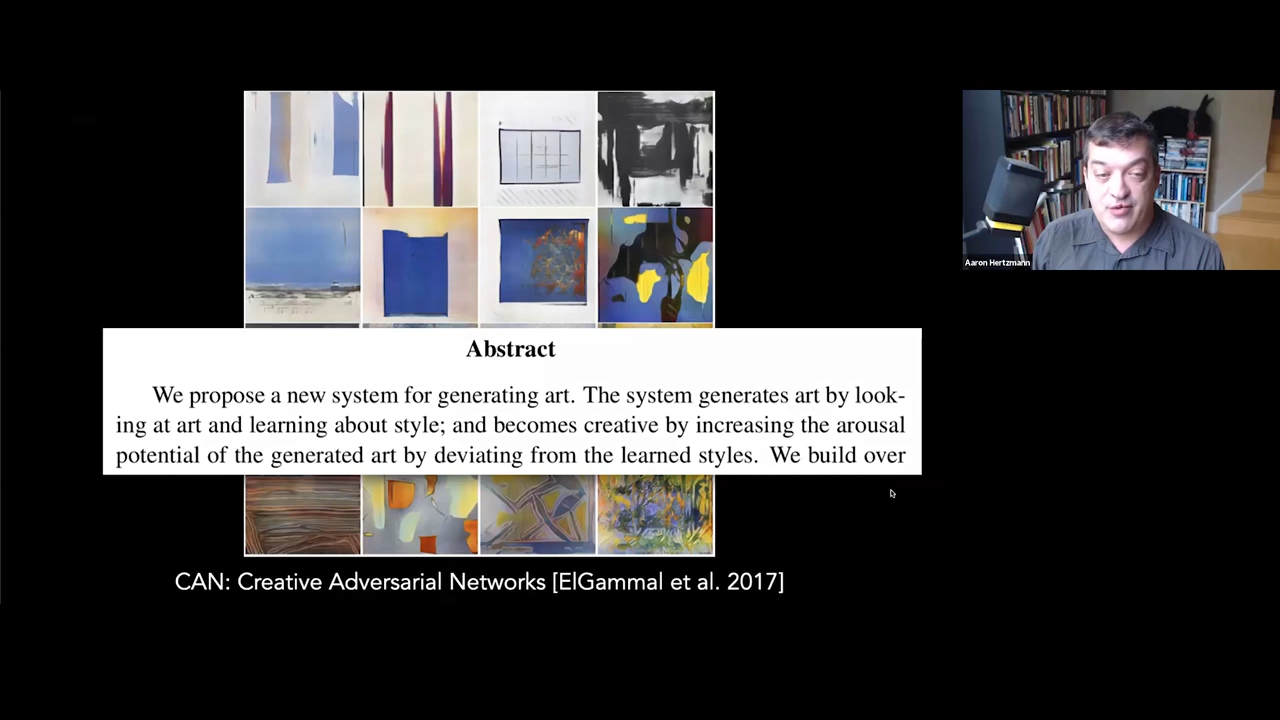 Aaron Hertzmann
Abstract
We propose a new system for generating art. The system generates art by look-
ing at art and learning about style; and becomes creative by increasing the arousal
potential of the generated art by deviating from the learned styles. We build over
CAN: Creative Adversarial Networks [ElGammal et al. 2017]